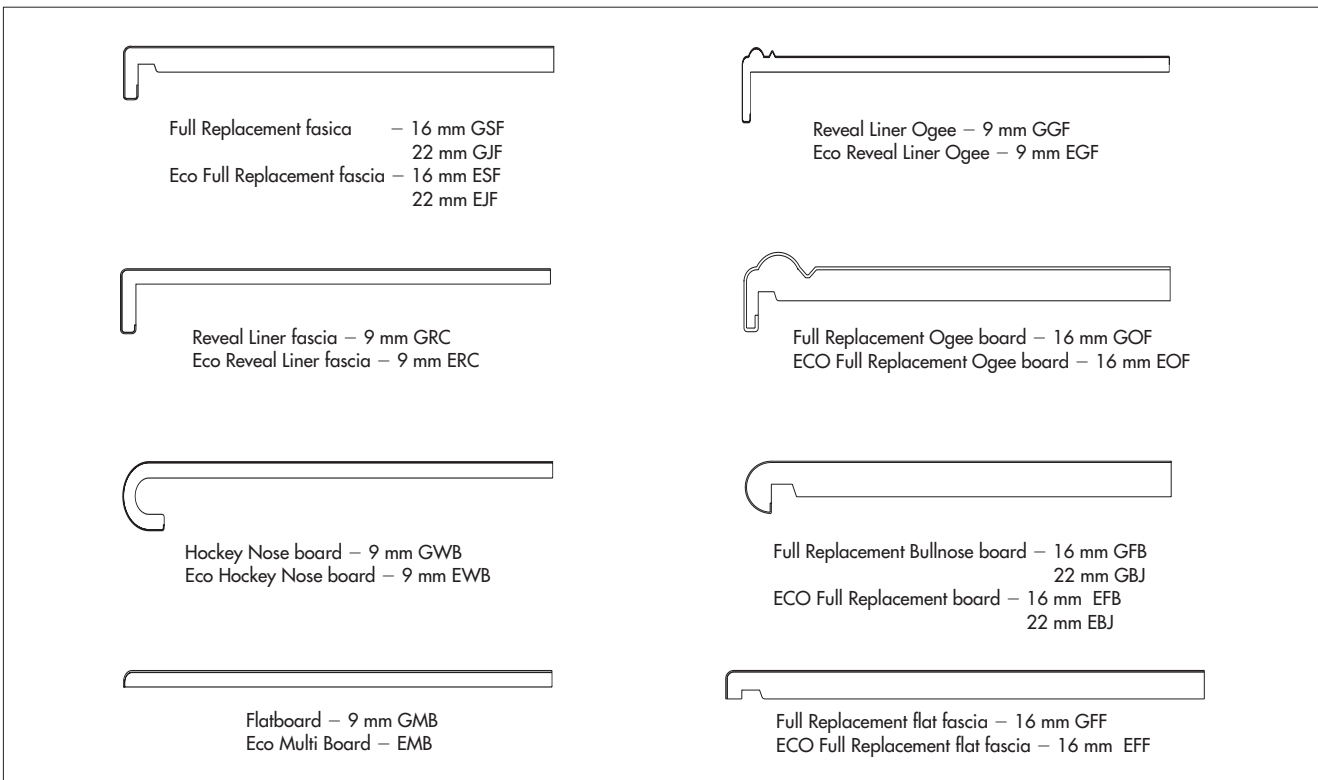 Full Replacement fasica – 16 mm GSF
22 mm GJF
Eco Full Replacement fascia – 16 mm ESF
22 mm EJF
Reveal Liner Ogee – 9 mm GGF
Eco Reveal Liner Ogee – 9 mm EGF
Reveal Liner fascia – 9 mm GRC
Eco Reveal Liner fascia – 9 mm ERC
Full Replacement Ogee board – 16 mm GOF
ECO Full Replacement Ogee board – 16 mm EOF
Hockey Nose board – 9 mm GWB
Eco Hockey Nose board – 9 mm EWB
Full Replacement Bullnose board – 16 mm GFB
22 mm GBJ
ECO Full Replacement board – 16 mm EFB
22 mm EBJ
Flatboard – 9 mm GMB
Eco Multi Board – EMB
Full Replacement flat fascia – 16 mm GFF
ECO Full Replacement flat fascia – 16 mm EFF